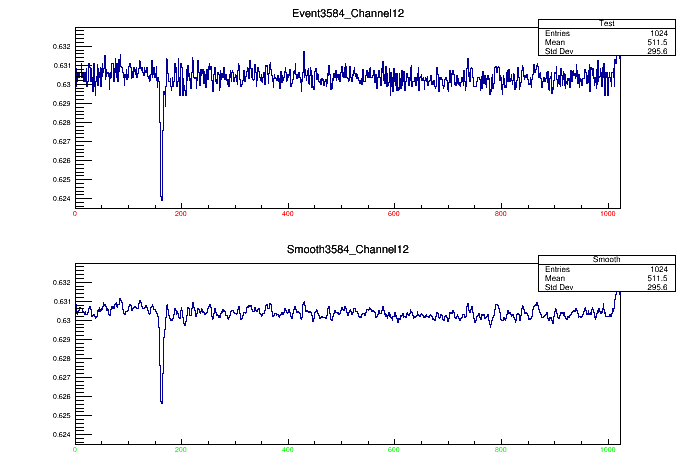 Event3584_Channel12
Test
Entries 1024
Mean 511.5
Std Dev 295.6
0.632
0.631
0.63
0.629
0.628
0.627
0.626
0.625
0.624
0 200 400 600 800 1000
Smooth3584_Channel12
Smooth
Entries 1024
Mean 511.5
Std Dev 295.6
0.632
0.631
0.63
0.629
0.628
0.627
0.626
0.625
0.624
0 200 400 600 800 1000